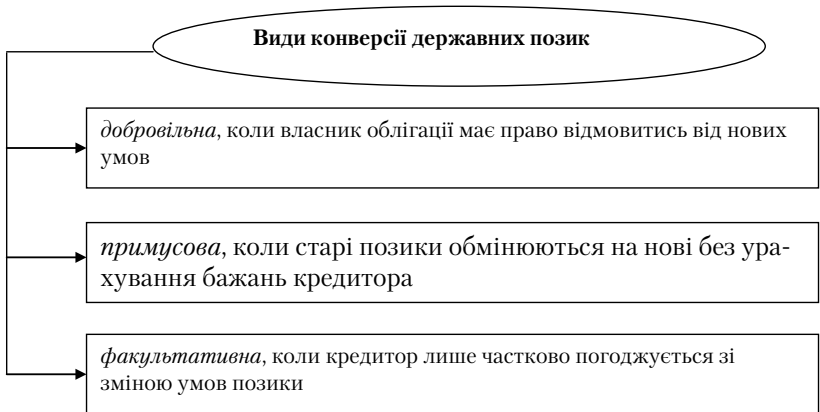 Види конверсії державних позик
добровільна, коли власник облігації має право відмовитись від нових
умов
примусова, коли старі позики обмінюються на нові без ура-
хування бажань кредитора
факультативна, коли кредитор лише частково погоджується зі
зміною умов позики